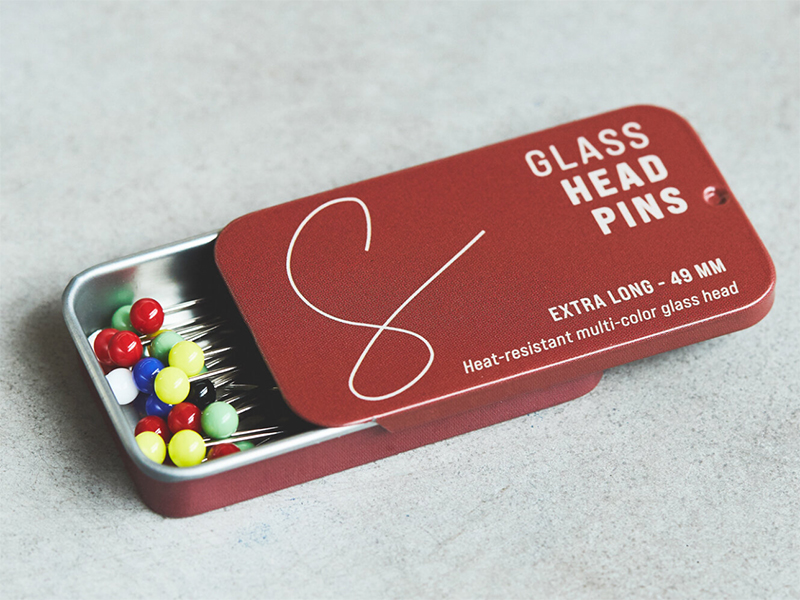 GLASS
HEAD
PINS
S
EXTRA LONG - 49 MM
Heat-resistant multi-color glass head